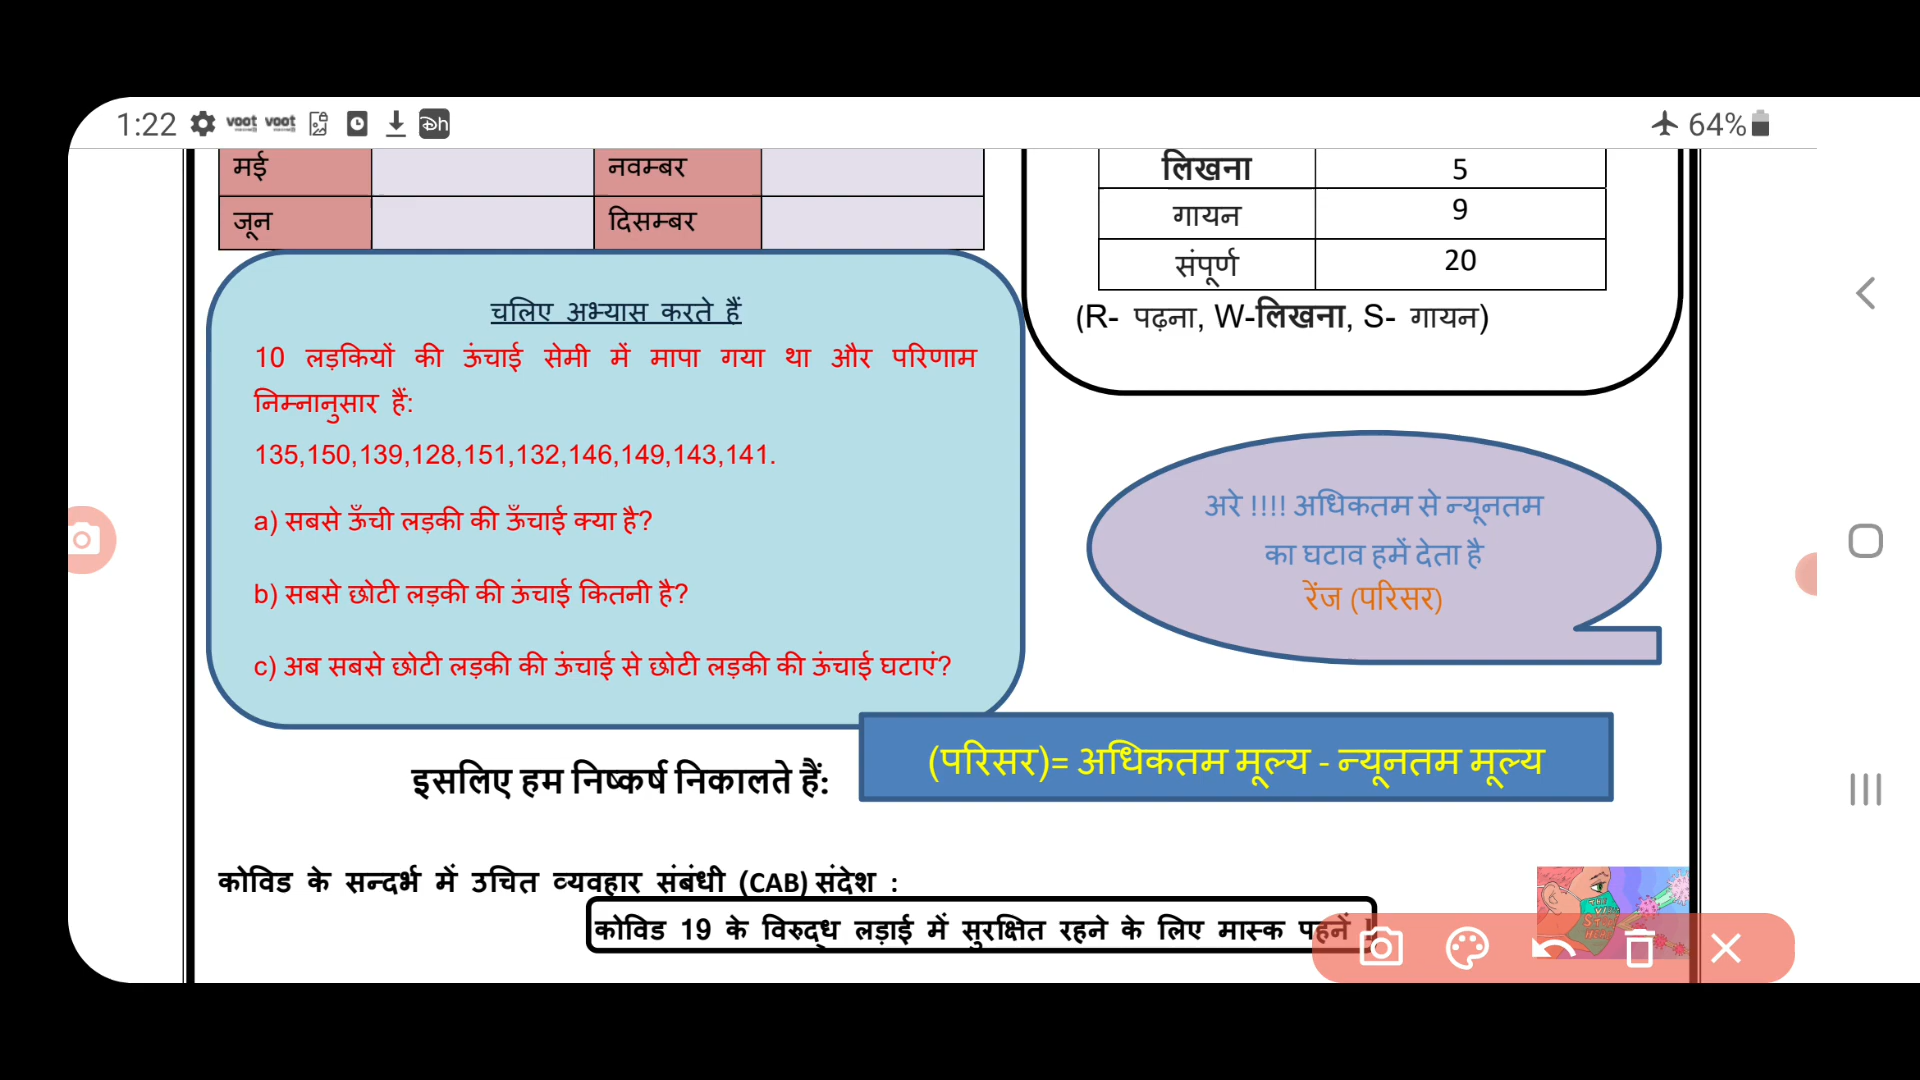 1:22 voot voot 64%
मई नवम्बर
जून दिसम्बर
लिखना 5
गायन 9
संपूर्ण 20
(R- पढ़ना, W-लिखना, S- गायन)
चलिए अभ्यास करते हैं
10 लड़कियों की ऊंचाई सेमी में मापा गया था और परिणाम
निम्नानुसार हैं:
135,150,139,128,151,132,146,149,143,141.
a) सबसे ऊँची लड़की की ऊँचाई क्या है?
b) सबसे छोटी लड़की की ऊंचाई कितनी है?
c) अब सबसे छोटी लड़की की ऊंचाई से छोटी लड़की की ऊंचाई घटाएं?
अरे !!!! अधिकतम से न्यूनतम
का घटाव हमें देता है
रेंज (परिसर)
इसलिए हम निष्कर्ष निकालते हैं:
(परिसर)= अधिकतम मूल्य - न्यूनतम मूल्य
कोविड के सन्दर्भ में उचित व्यवहार संबंधी (CAB) संदेश :
कोविड 19 के विरुद्ध लड़ाई में सुरक्षित रहने के लिए मास्क पहनें !